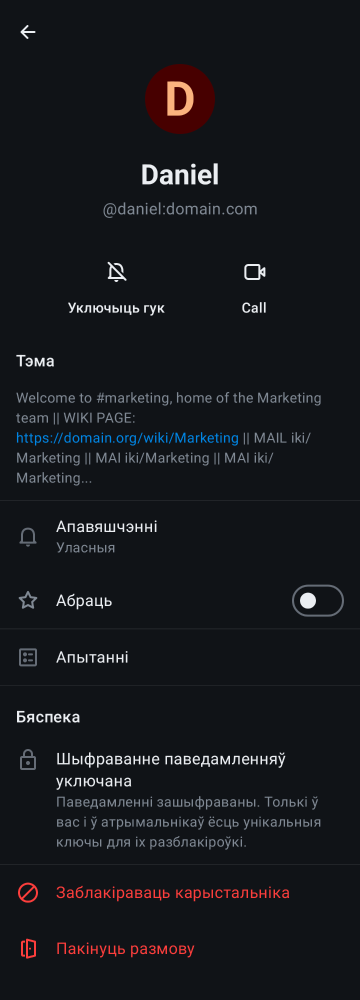 D
Daniel
@daniel:domain.com
Уключыць гук
Call
Тэма
Welcome to #marketing, home of the Marketing
team || WIKI PAGE:
https://domain.org/wiki/Marketing || MAIL iki/
Marketing || MAI iki/Marketing || MAI iki/
Marketing...
Апавяшчэнні
Уласныя
Абраць
Апытанні
Бяспека
Шыфраванне паведамленняў
уключана
Паведамленні зашыфраваны. Толькі ў
вас і ў атрымальнікаў ёсць унікальныя
ключы для іх разблакіроўкі.
Заблакіраваць карыстальніка
Пакінуць размову